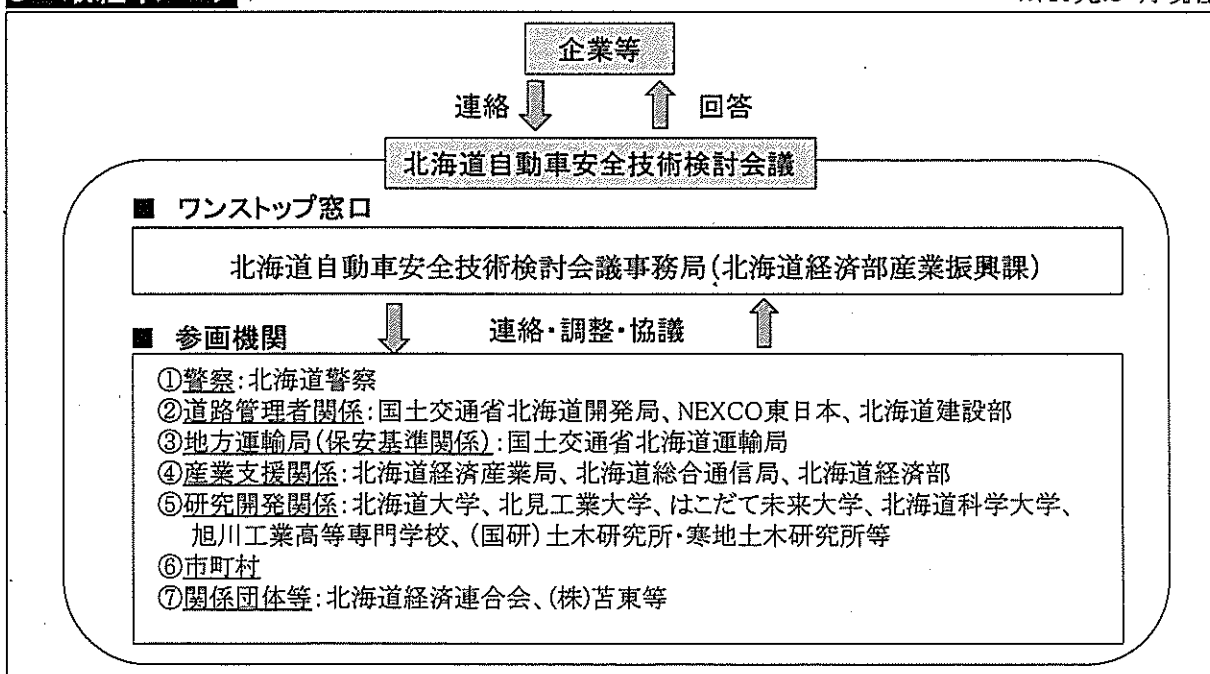 企業等
連絡 回答
北海道自動車安全技術検討会議
■ ワンストップ窓口
北海道自動車安全技術検討会議事務局(北海道経済部産業振興課)
連絡・調整・協議
■ 参画機関
①警察:北海道警察
②道路管理者関係:国土交通省北海道開発局、NEXCO東日本、北海道建設部
③地方運輸局(保安基準関係):国土交通省北海道運輸局
④産業支援関係:北海道経済産業局、北海道総合通信局、北海道経済部
⑤研究開発関係:北海道大学、北見工業大学、はこだて未来大学、北海道科学大学、
旭川工業高等専門学校、(国研)土木研究所・寒地土木研究所等
⑥市町村
⑦関係団体等:北海道経済連合会、(株)苫東等